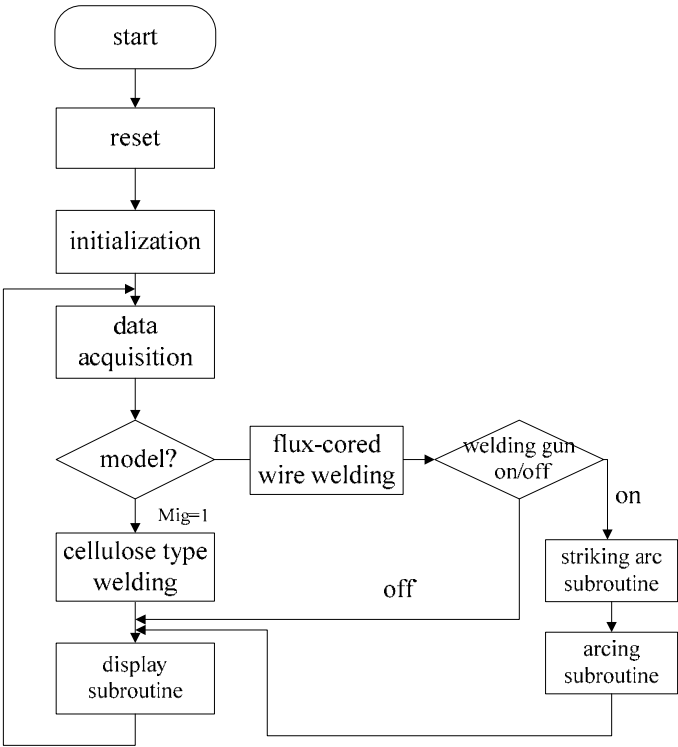 start
reset
initialization
data
acquisition
model?
flux-cored
wire welding
welding gun
on/off
on
Mig=1
cellulose type
welding
striking arc
subroutine
off
arcing
subroutine
display
subroutine